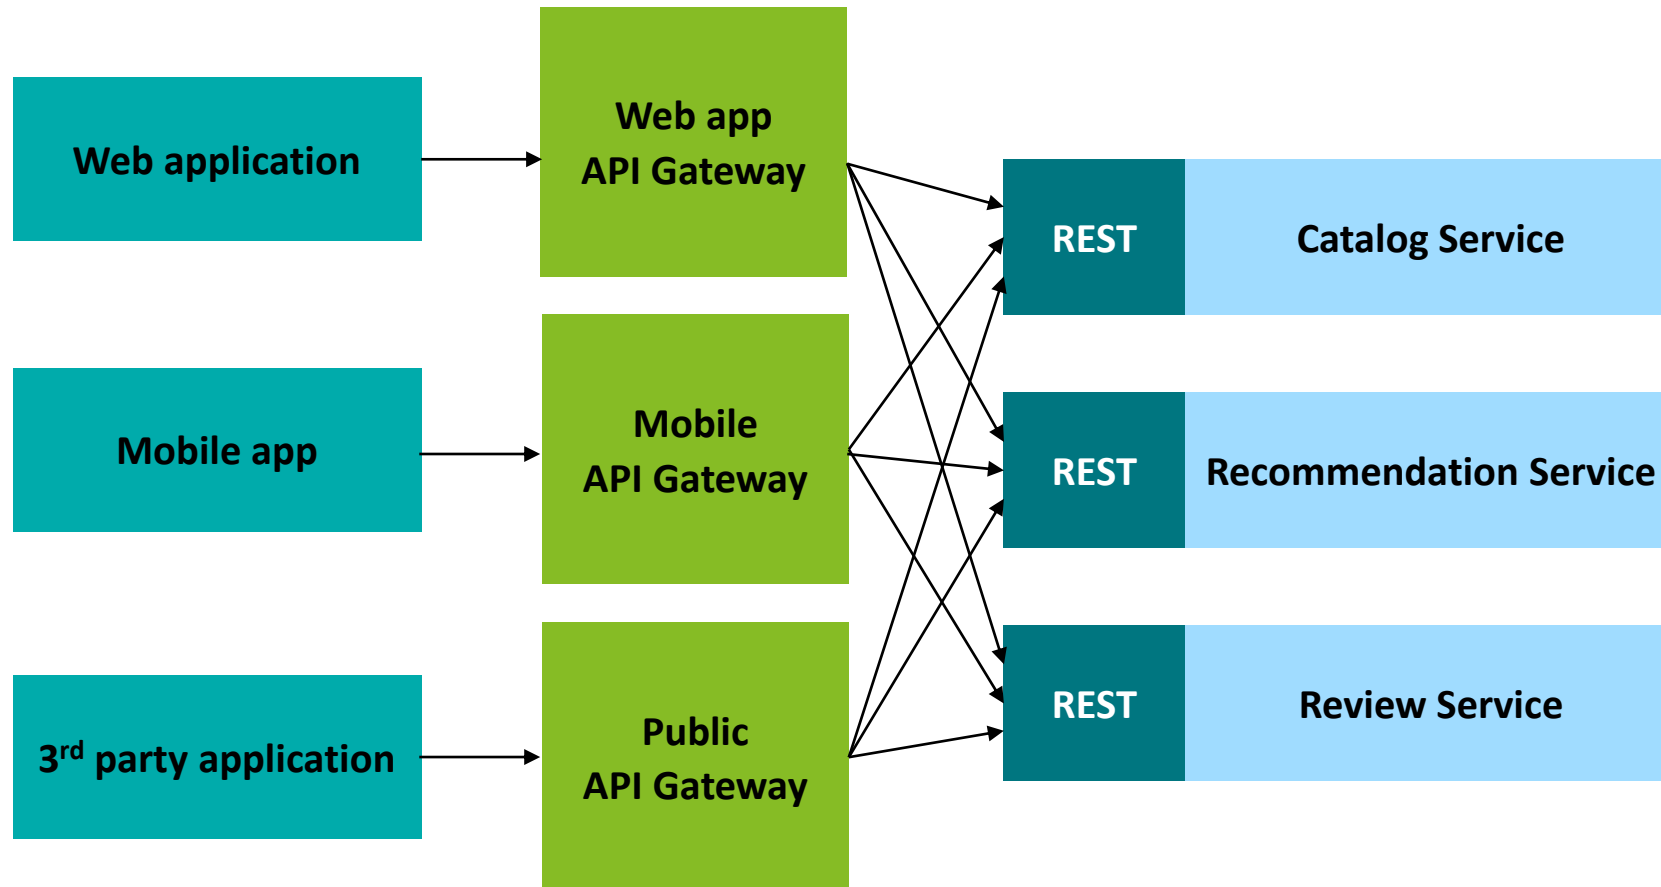 Web application
Web app
API Gateway
REST
Catalog Service
Mobile app
Mobile
API Gateway
REST
Recommendation Service
3rd party application
Public
API Gateway
REST
Review Service